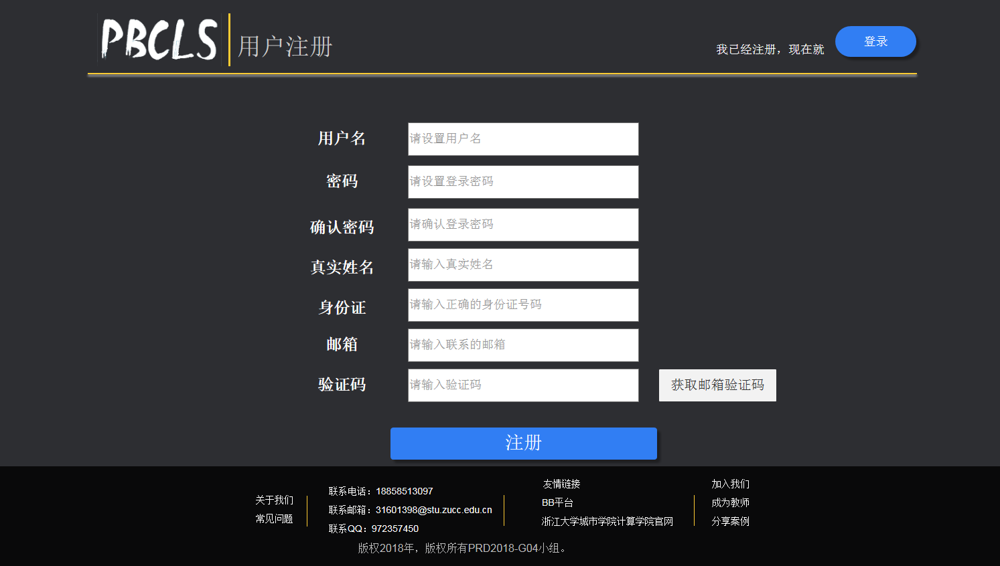 PBCLS
用户注册
我已经注册，现在就
登录
用户名
请设置用户名
密码
请设置登录密码
确认密码
请确认登录密码
真实姓名
请输入真实姓名
身份证
请输入正确的身份证号码
邮箱
请输入联系的邮箱
验证码
请输入验证码
获取邮箱验证码
注册
关于我们
常见问题
联系电话：18858513097
联系邮箱：31601398@stu.zucc.edu.cn
联系QQ：972357450
友情链接
BB平台
浙江大学城市学院计算学院官网
加入我们
成为教师
分享案例
版权2018年，版权所有PRD2018-G04小组。